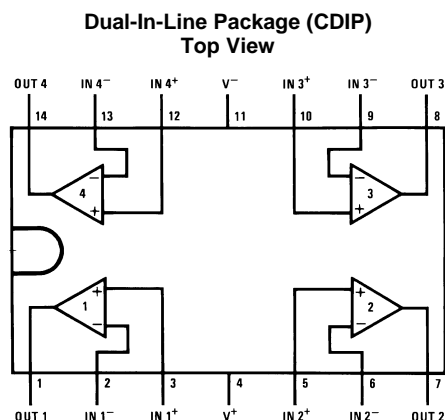 Dual-In-Line Package (CDIP)
Top View
OUT 4 IN 4⁻ IN 4⁺ V⁻ IN 3⁺ IN 3⁻ OUT 3
14 13 12 11 10 9 8
− −
4 3
+ +
+ +
1 2
− −
1 2 3 4 5 6 7
OUT 1 IN 1⁻ IN 1⁺ V⁺ IN 2⁺ IN 2⁻ OUT 2